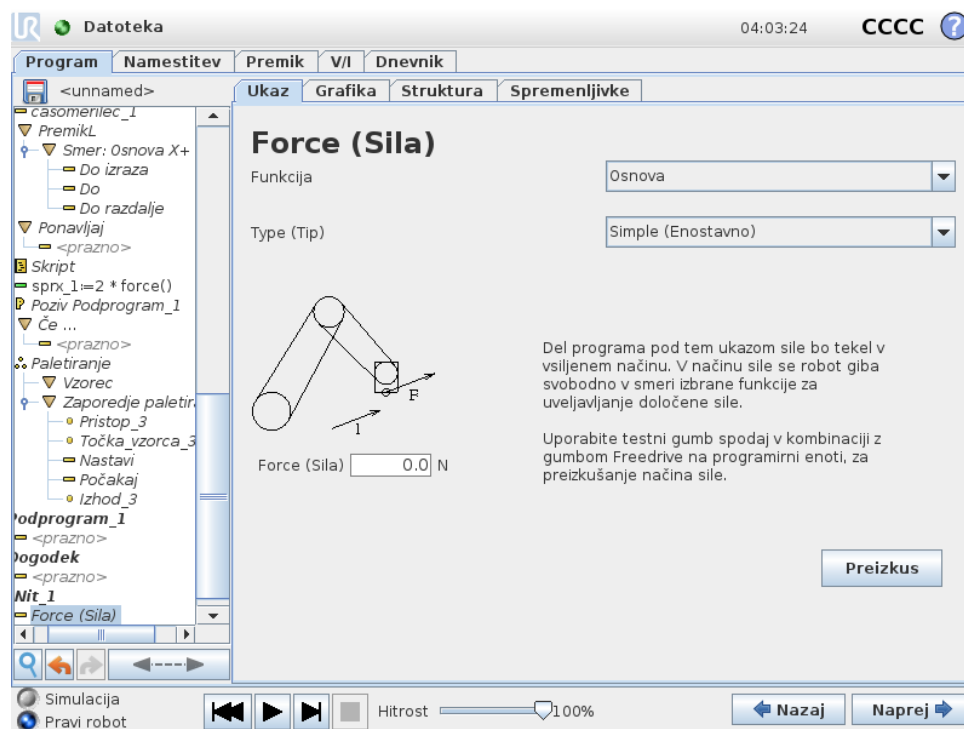 UR Datoteka 04:03:24 CCCC ?
Program Namestitev Premik V/I Dnevnik
<unnamed>
Ukaz Grafika Struktura Spremenljivke
časomerilec_1
PremikL
Smer: Osnova X+
Do izraza
Do
Do razdalje
Ponavljaj
<prazno>
Skript
sprx_1:=2 * force()
Poziv Podprogram_1
Če ...
<prazno>
Paletiranje
Vzorec
Zaporedje paletir
Pristop_3
Točka_vzorca_3
Nastavi
Počakaj
Izhod_3
Podprogram_1
<prazno>
Dogodek
<prazno>
Nit_1
Force (Sila)
Force (Sila)
Funkcija Osnova
Type (Tip) Simple (Enostavno)
F
l
Force (Sila) 0.0 N
Del programa pod tem ukazom sile bo tekel v
vsiljenem načinu. V načinu sile se robot giba
svobodno v smeri izbrane funkcije za
uveljavljanje določene sile.
Uporabite testni gumb spodaj v kombinaciji z
gumbom Freedrive na programirni enoti, za
preizkušanje načina sile.
Preizkus
Simulacija
Pravi robot
Hitrost 100%
Nazaj Naprej